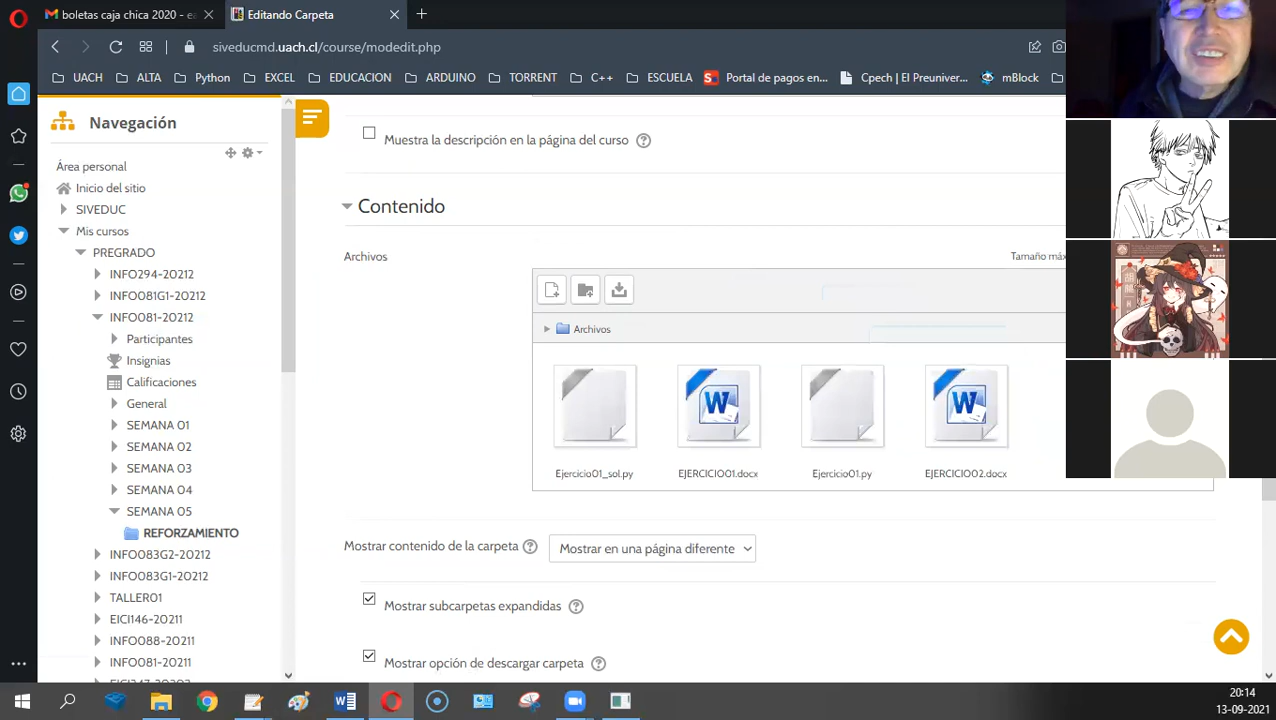 boletas caja chica 2020 - e
Editando Carpeta
siveducmd.uach.cl/course/modedit.php
UACH
ALTA
Python
EXCEL
EDUCACION
ARDUINO
TORRENT
C++
ESCUELA
Portal de pagos en...
Cpech | El Preuniver...
mBlock
Navegación
Área personal
Inicio del sitio
SIVEDUC
Mis cursos
PREGRADO
INFO294-20212
INFO081G1-20212
INFO081-20212
Participantes
Insignias
Calificaciones
General
SEMANA 01
SEMANA 02
SEMANA 03
SEMANA 04
SEMANA 05
REFORZAMIENTO
INFO083G2-20212
INFO083G1-20212
TALLER01
EICI146-20211
INFO088-20211
INFO081-20211
Muestra la descripción en la página del curso
Contenido
Archivos
Tamaño máx
Archivos
Ejercicio01_sol.py
EJERCICIO01.docx
Ejercicio01.py
EJERCICIO02.docx
Mostrar contenido de la carpeta
Mostrar en una página diferente
Mostrar subcarpetas expandidas
Mostrar opción de descargar carpeta
20:14
13-09-2021